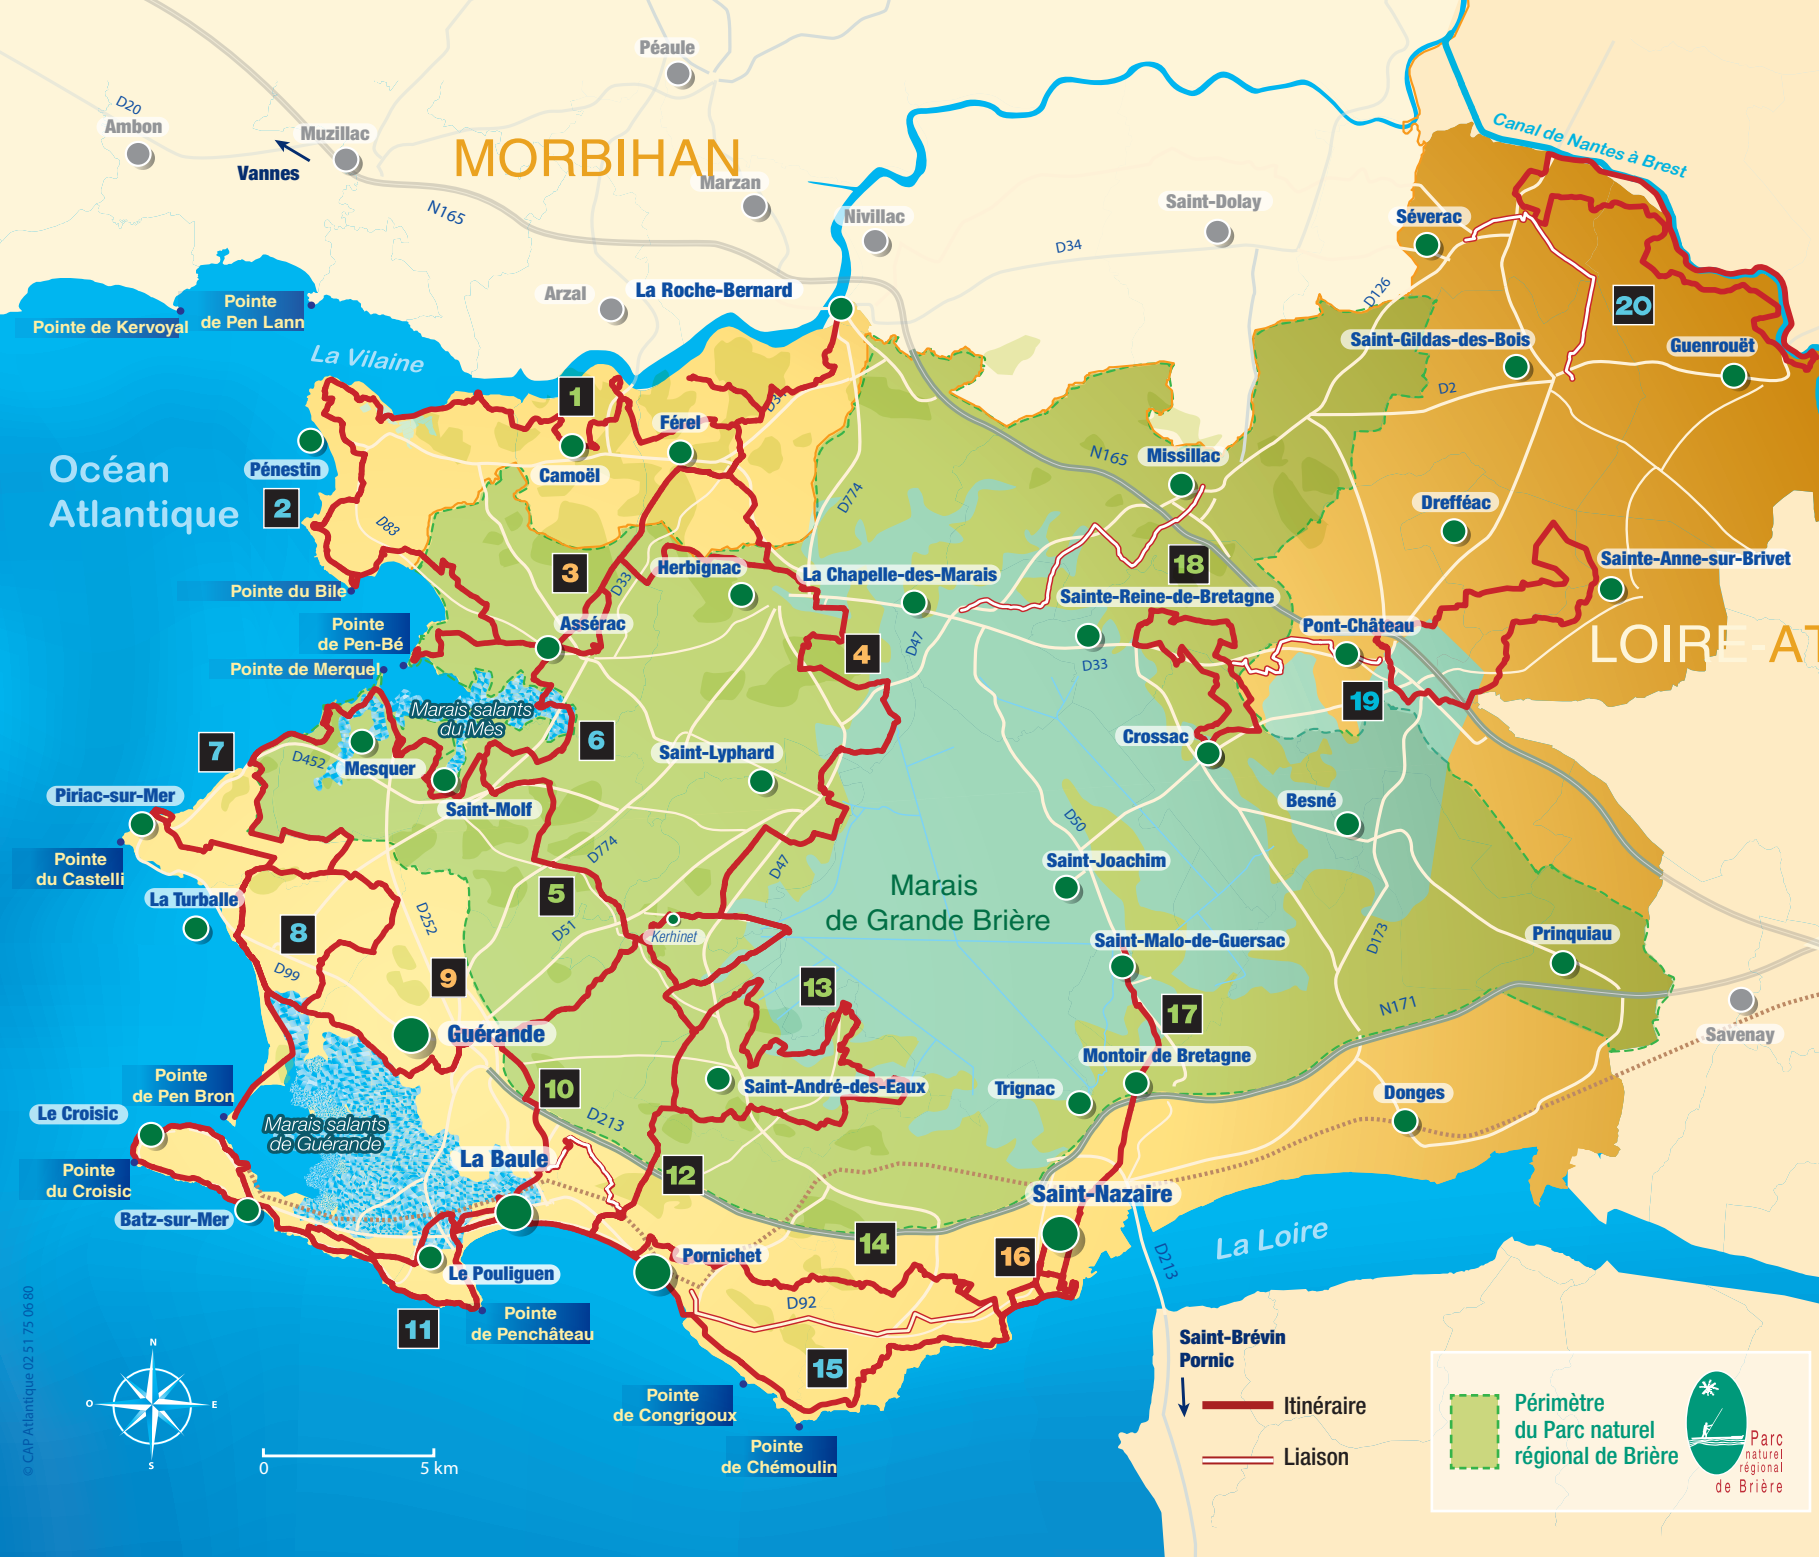 Péaule
D20
Ambon
Muzillac
Vannes
MORBIHAN
Marzan
N165
Nivillac
Saint-Dolay
D34
Canal de Nantes à Brest
Séverac
D126
20
Pointe de Kervoyal
Pointe
de Pen Lann
Arzal
La Roche-Bernard
La Vilaine
Saint-Gildas-des-Bois
Guenrouët
D2
1
D34
Férel
Camoël
Océan
Atlantique
Pénestin
2
D83
D774
N165
Missillac
Drefféac
3
D33
Herbignac
La Chapelle-des-Marais
18
Sainte-Anne-sur-Brivet
Pointe du Bile
Sainte-Reine-de-Bretagne
Pointe
de Pen-Bé
Assérac
4
D47
D33
Pont-Château
LOIRE-AT
Pointe de Merquel
19
Marais salants
du Mès
6
7
D452
Mesquer
Saint-Lyphard
Crossac
Piriac-sur-Mer
Saint-Molf
D50
Besné
Pointe
du Castelli
D774
D47
Saint-Joachim
La Turballe
5
Marais
de Grande Brière
8
D252
D51
Kerhinet
Saint-Malo-de-Guersac
D173
Prinquiau
D99
9
13
17
N171
Savenay
Guérande
Montoir de Bretagne
Pointe
de Pen Bron
10
Saint-André-des-Eaux
Trignac
Donges
Le Croisic
Marais salants
de Guérande
D213
La Baule
12
Pointe
du Croisic
Saint-Nazaire
Batz-sur-Mer
14
16
La Loire
D213
Pornichet
Le Pouliguen
D92
11
Pointe
de Penchâteau
15
Saint-Brévin
Pornic
Pointe
de Congrigoux
Pointe
de Chémoulin
Itinéraire
Liaison
Périmètre
du Parc naturel
régional de Brière
Parc
naturel
régional
de Brière
N
O
E
S
0
5 km
© CAP Atlantique 02 51 75 06 80